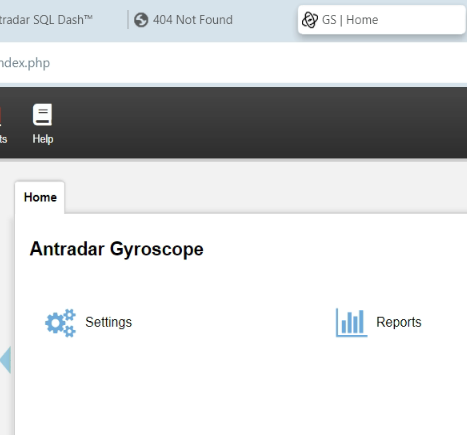 tradar SQL Dash™ 404 Not Found GS | Home
ndex.php
ts Help
Home
Antradar Gyroscope
Settings Reports